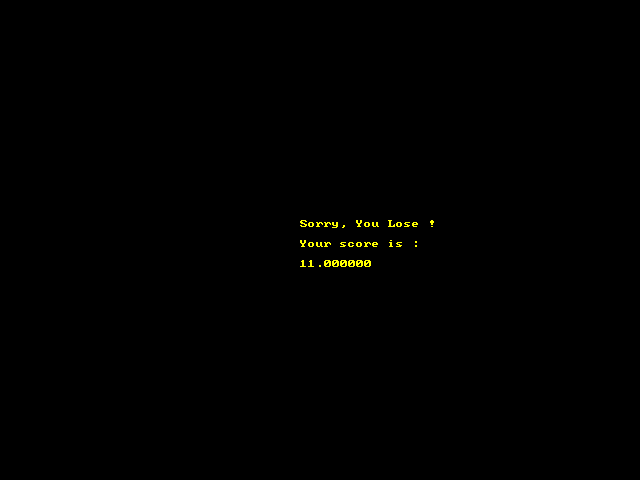 Sorry, You Lose !
Your score is :
11.000000